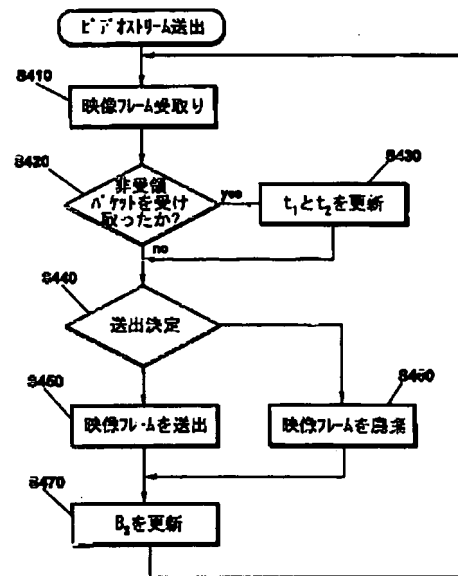 ビデオストリーム送出
S410
映像フレーム受取り
S420
非受領
パケットを受け
取ったか?
yes
S430
t₁とt₂を更新
no
S440
送出決定
S450
映像フレームを送出
映像フレームを廃棄
S470
を更新